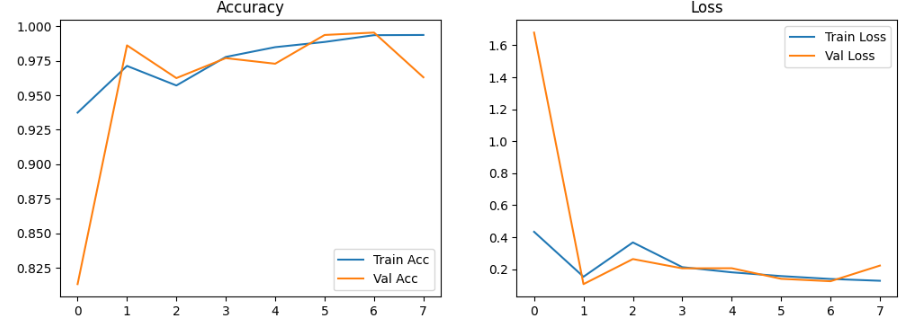 Accuracy
1.000
0.975
0.950
0.925
0.900
0.875
0.850
0.825
0 1 2 3 4 5 6 7
Train Acc
Val Acc
Loss
1.6
1.4
1.2
1.0
0.8
0.6
0.4
0.2
0 1 2 3 4 5 6 7
Train Loss
Val Loss